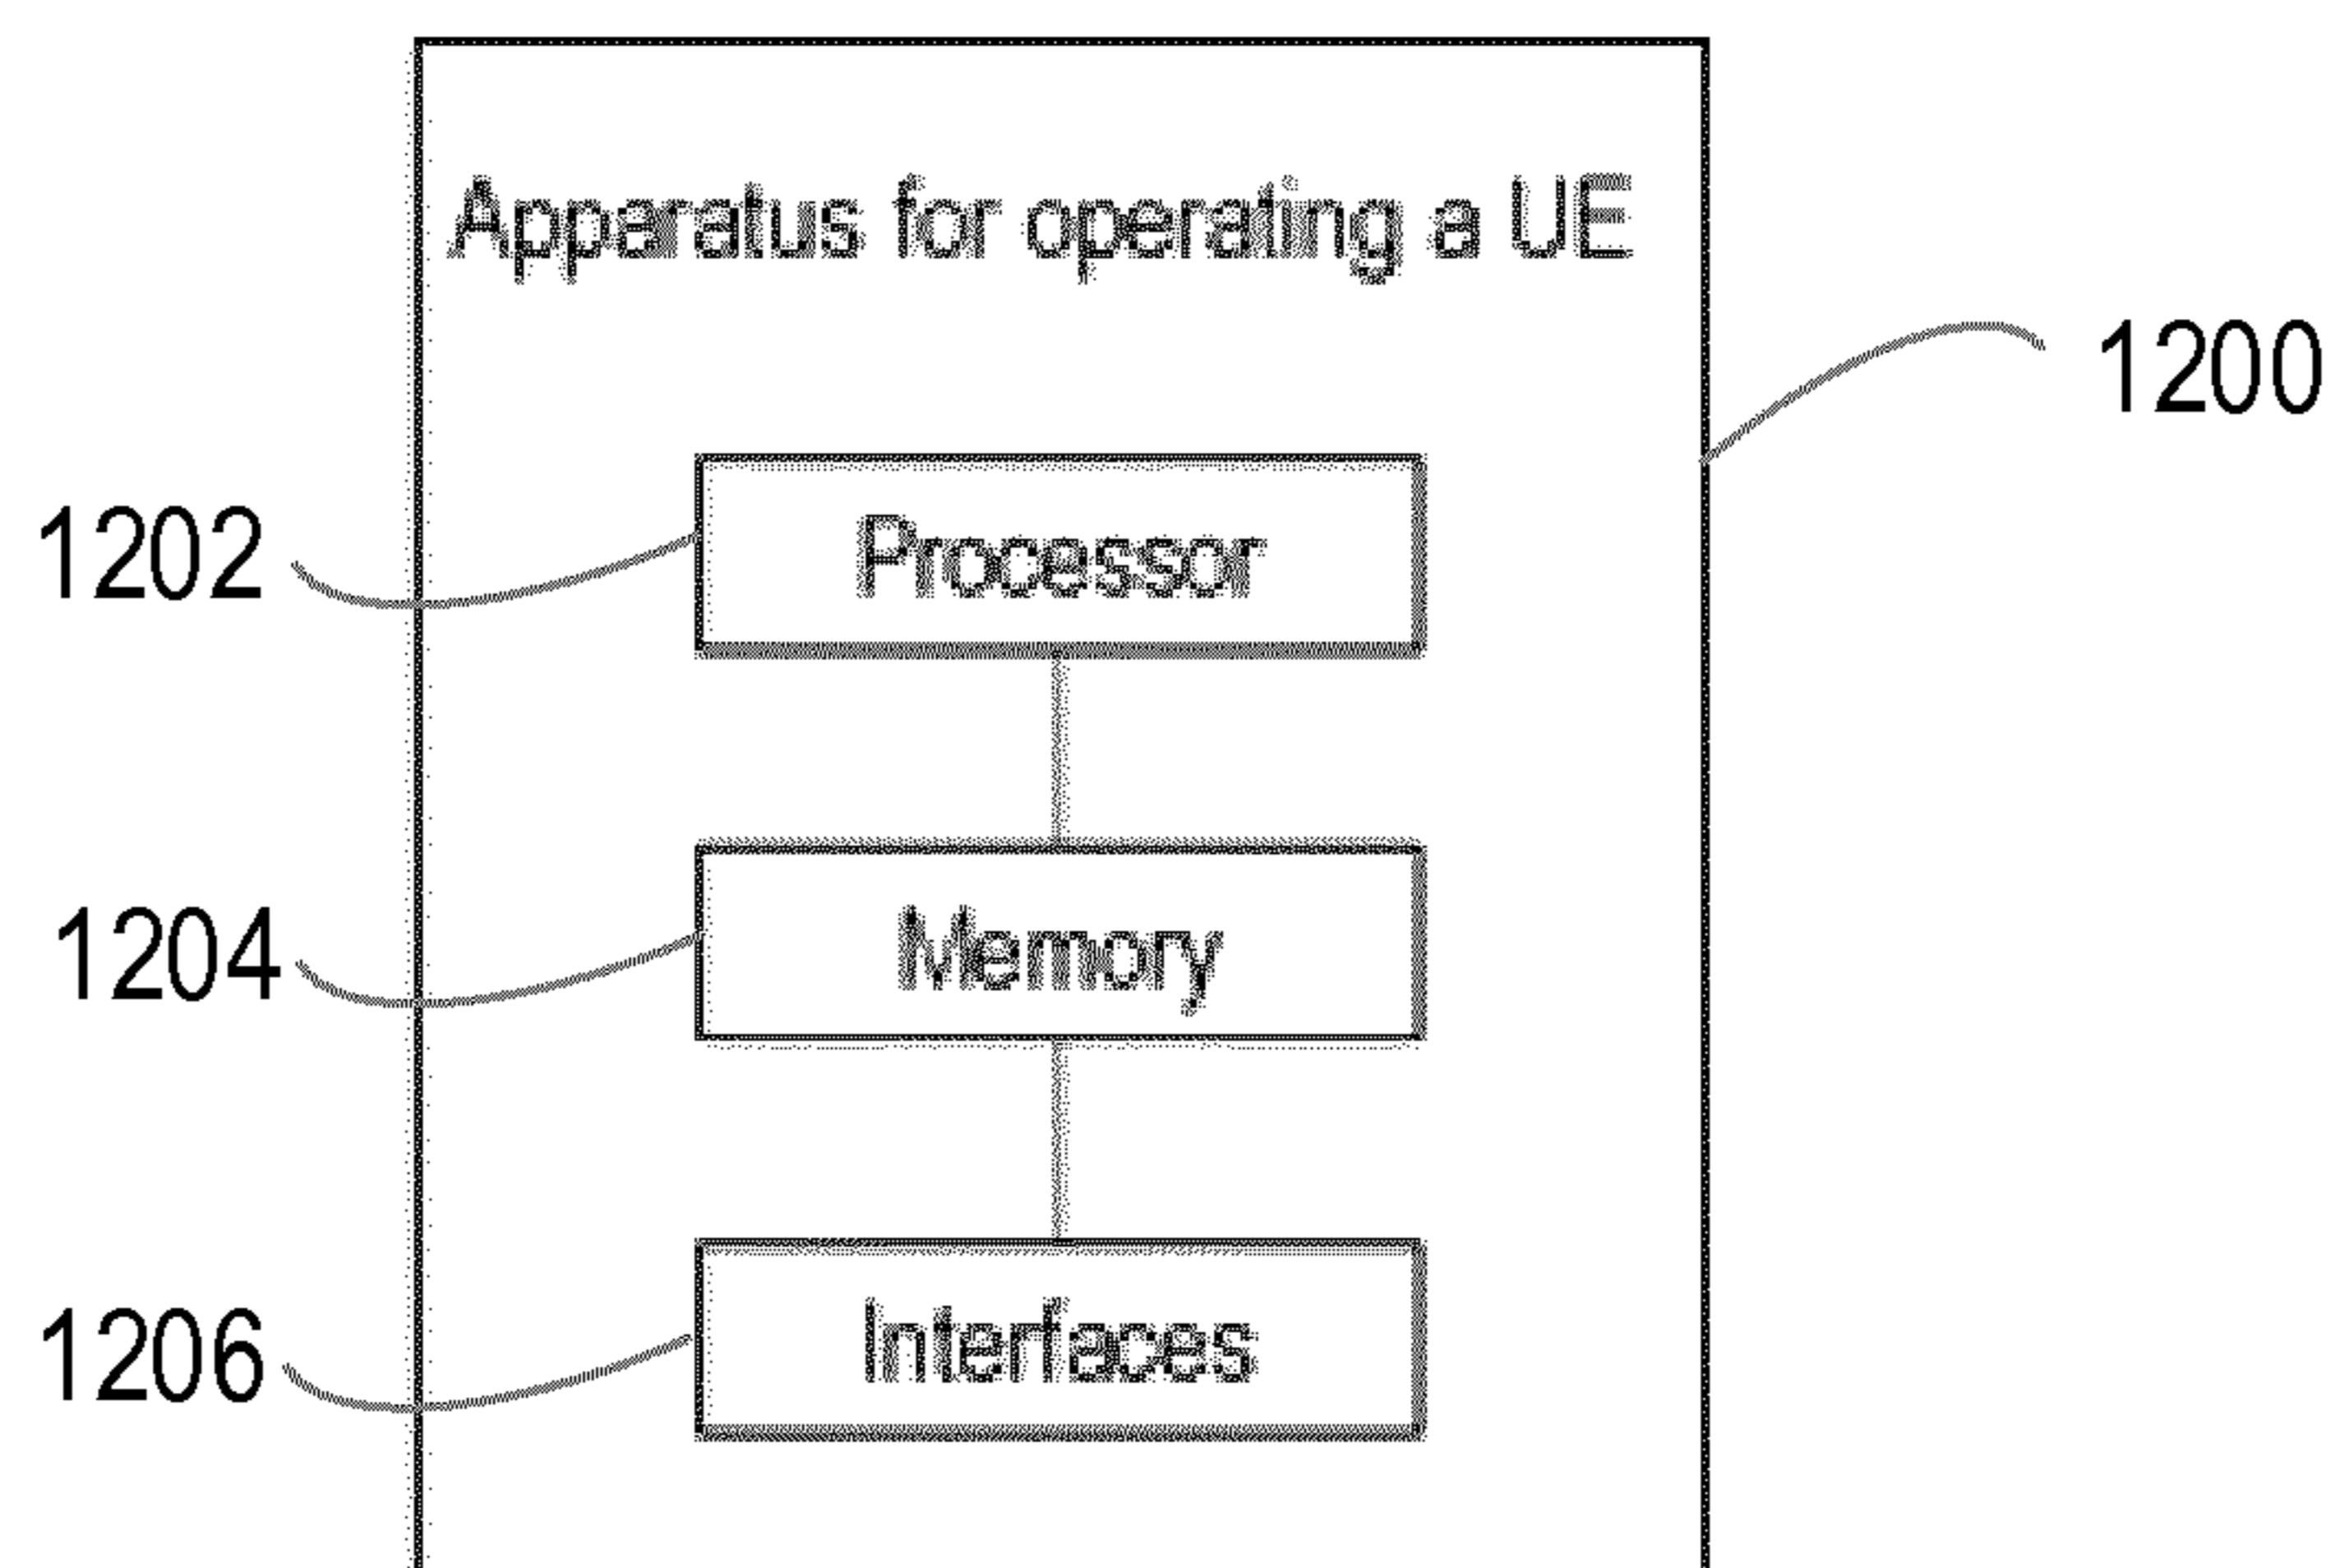 Apparatus for operating a UE
1200
1202
Processor
1204
Memory
1206
Interfaces